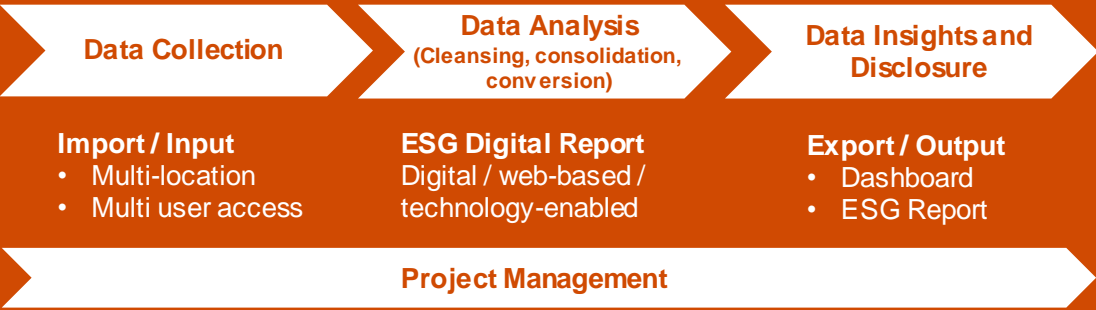 Data Collection
Data Analysis
(Cleansing, consolidation,
conversion)
Data Insights and
Disclosure
Import / Input
• Multi-location
• Multi user access
ESG Digital Report
Digital / web-based /
technology-enabled
Export / Output
• Dashboard
• ESG Report
Project Management